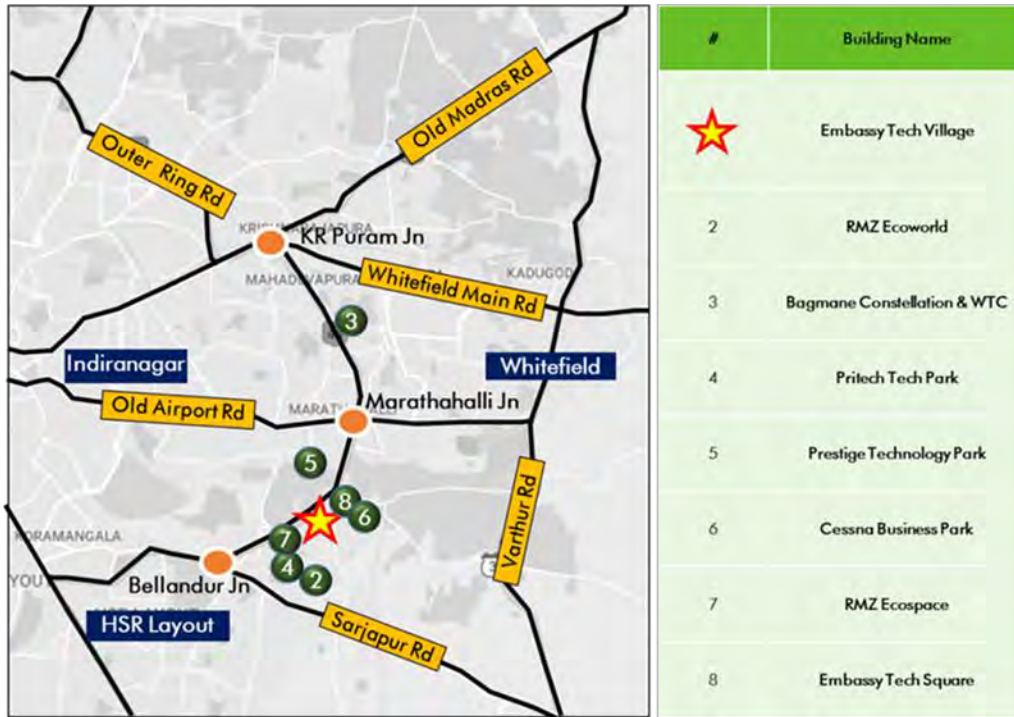 Old Madras Rd
Outer Ring Rd
KR Puram Jn
MAHADEVAPURA
Whitefield Main Rd
KADUGOD
3
Indiranagar
Whitefield
Old Airport Rd
Marathahalli Jn
5
8
6
7
4
2
KORAMANGALA
Varthur Rd
Bellandur Jn
HSR Layout
Sarjapur Rd
# Building Name
Embassy Tech Village
2 RMZ Ecoworld
3 Bagmane Constellation & WTC
4 Pritech Tech Park
5 Prestige Technology Park
6 Cessna Business Park
7 RMZ Ecospace
8 Embassy Tech Square